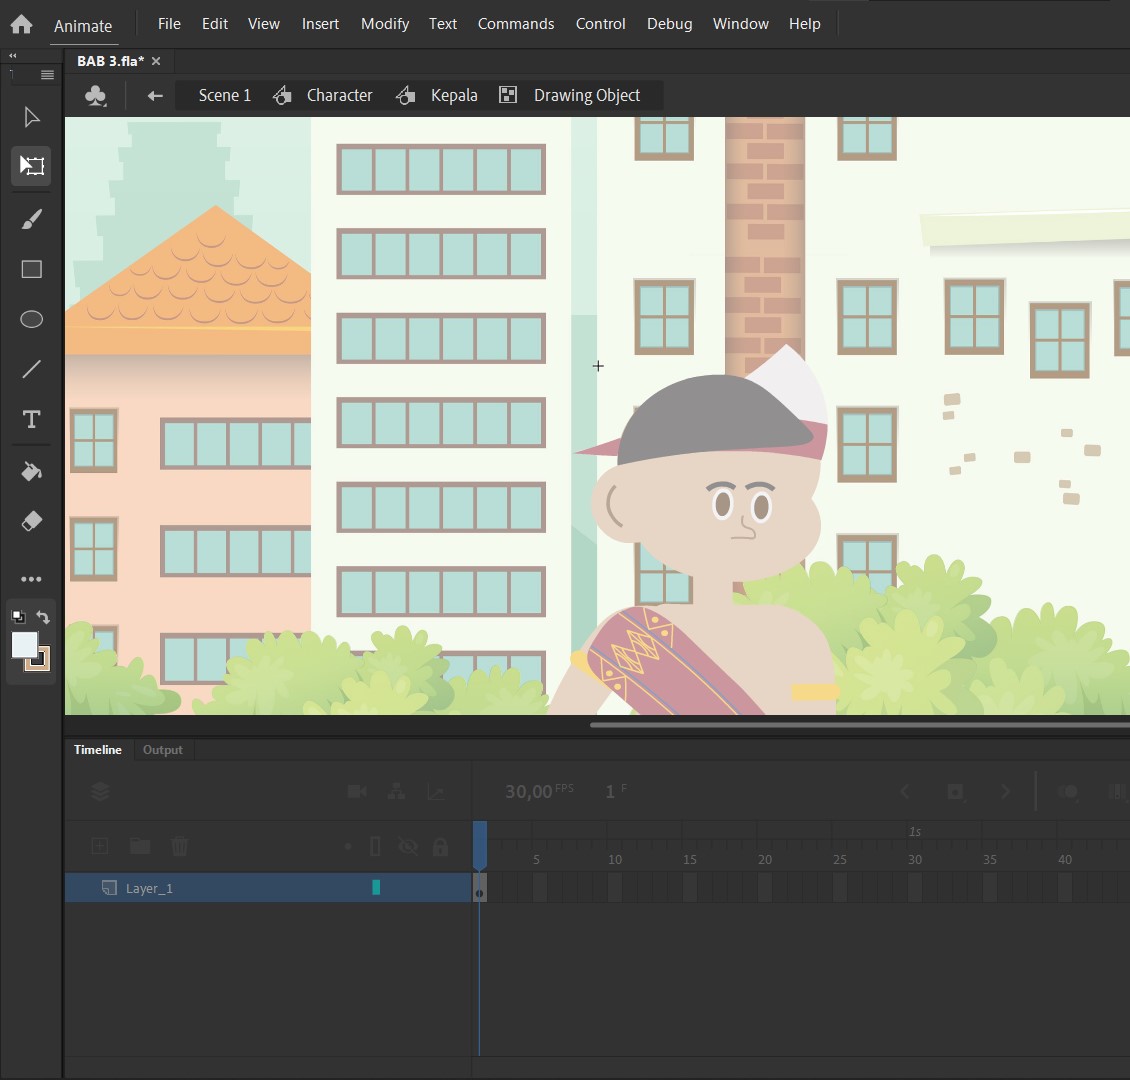 Animate File Edit View Insert Modify Text Commands Control Debug Window Help
BAB 3.fla*
Scene 1 Character Kepala Drawing Object
Timeline Output
30,00 FPS 1 F
1s
5 10 15 20 25 30 35 40
Layer_1